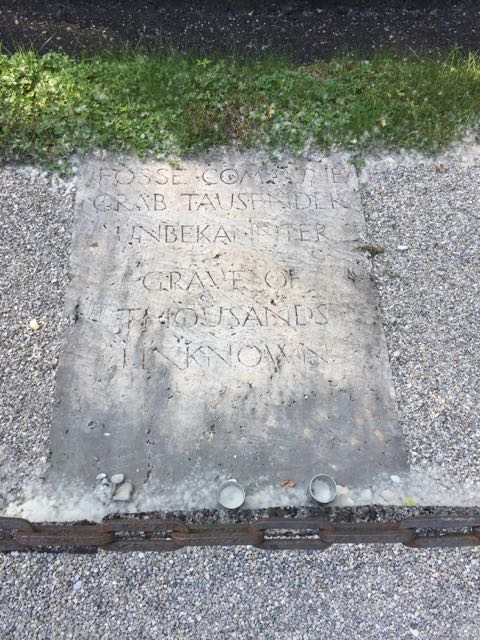 FOSSE COMMUNE
GRAB TAUSENDER
UNBEKANNTER
GRAVE OF
THOUSANDS
UNKNOWN